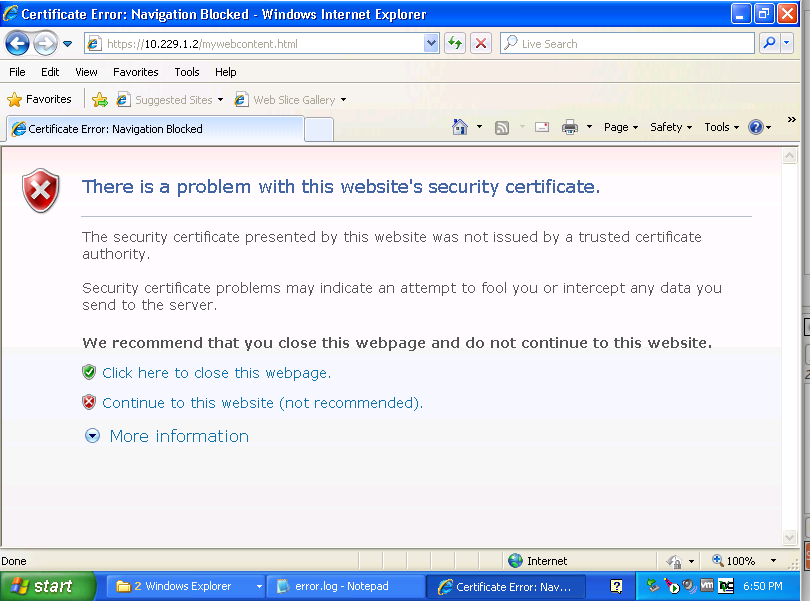 Certificate Error: Navigation Blocked - Windows Internet Explorer
https://10.229.1.2/mywebcontent.html
Live Search
File Edit View Favorites Tools Help
Favorites Suggested Sites Web Slice Gallery
Certificate Error: Navigation Blocked
Page Safety Tools »
There is a problem with this website's security certificate.
The security certificate presented by this website was not issued by a trusted certificate
authority.
Security certificate problems may indicate an attempt to fool you or intercept any data you
send to the server.
We recommend that you close this webpage and do not continue to this website.
Click here to close this webpage.
Continue to this website (not recommended).
More information
Done Internet 100%
start 2 Windows Explorer error.log - Notepad Certificate Error: Nav... 6:50 PM